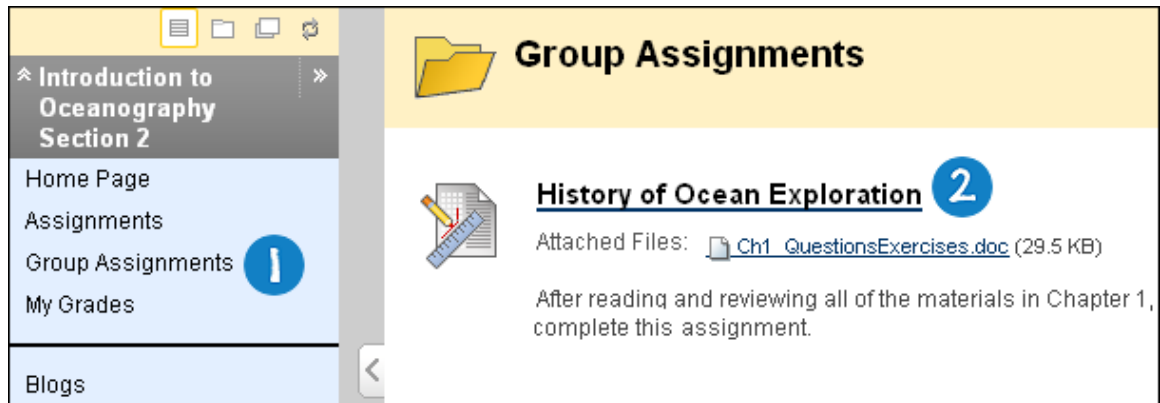 Introduction to
Oceanography
Section 2
Home Page
Assignments
Group Assignments 1
My Grades
Blogs
Group Assignments
History of Ocean Exploration 2
Attached Files: Ch1_QuestionsExercises.doc (29.5 KB)
After reading and reviewing all of the materials in Chapter 1,
complete this assignment.